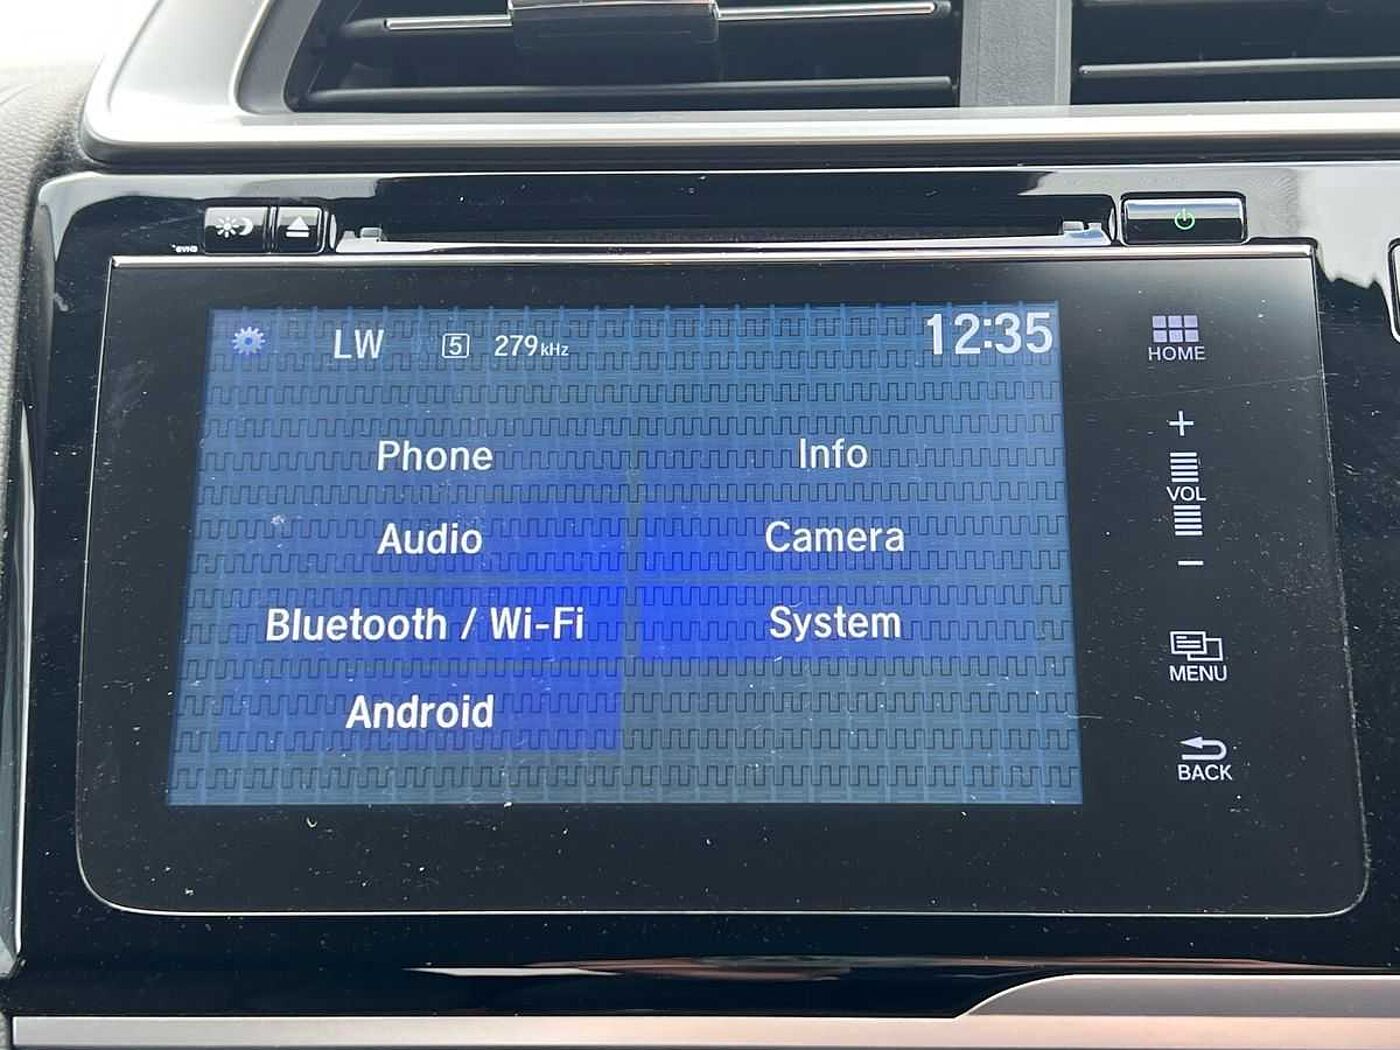 LW 5 279kHz 12:35
HOME
Phone Info
+
VOL
Audio Camera
−
Bluetooth / Wi-Fi System
MENU
Android
BACK